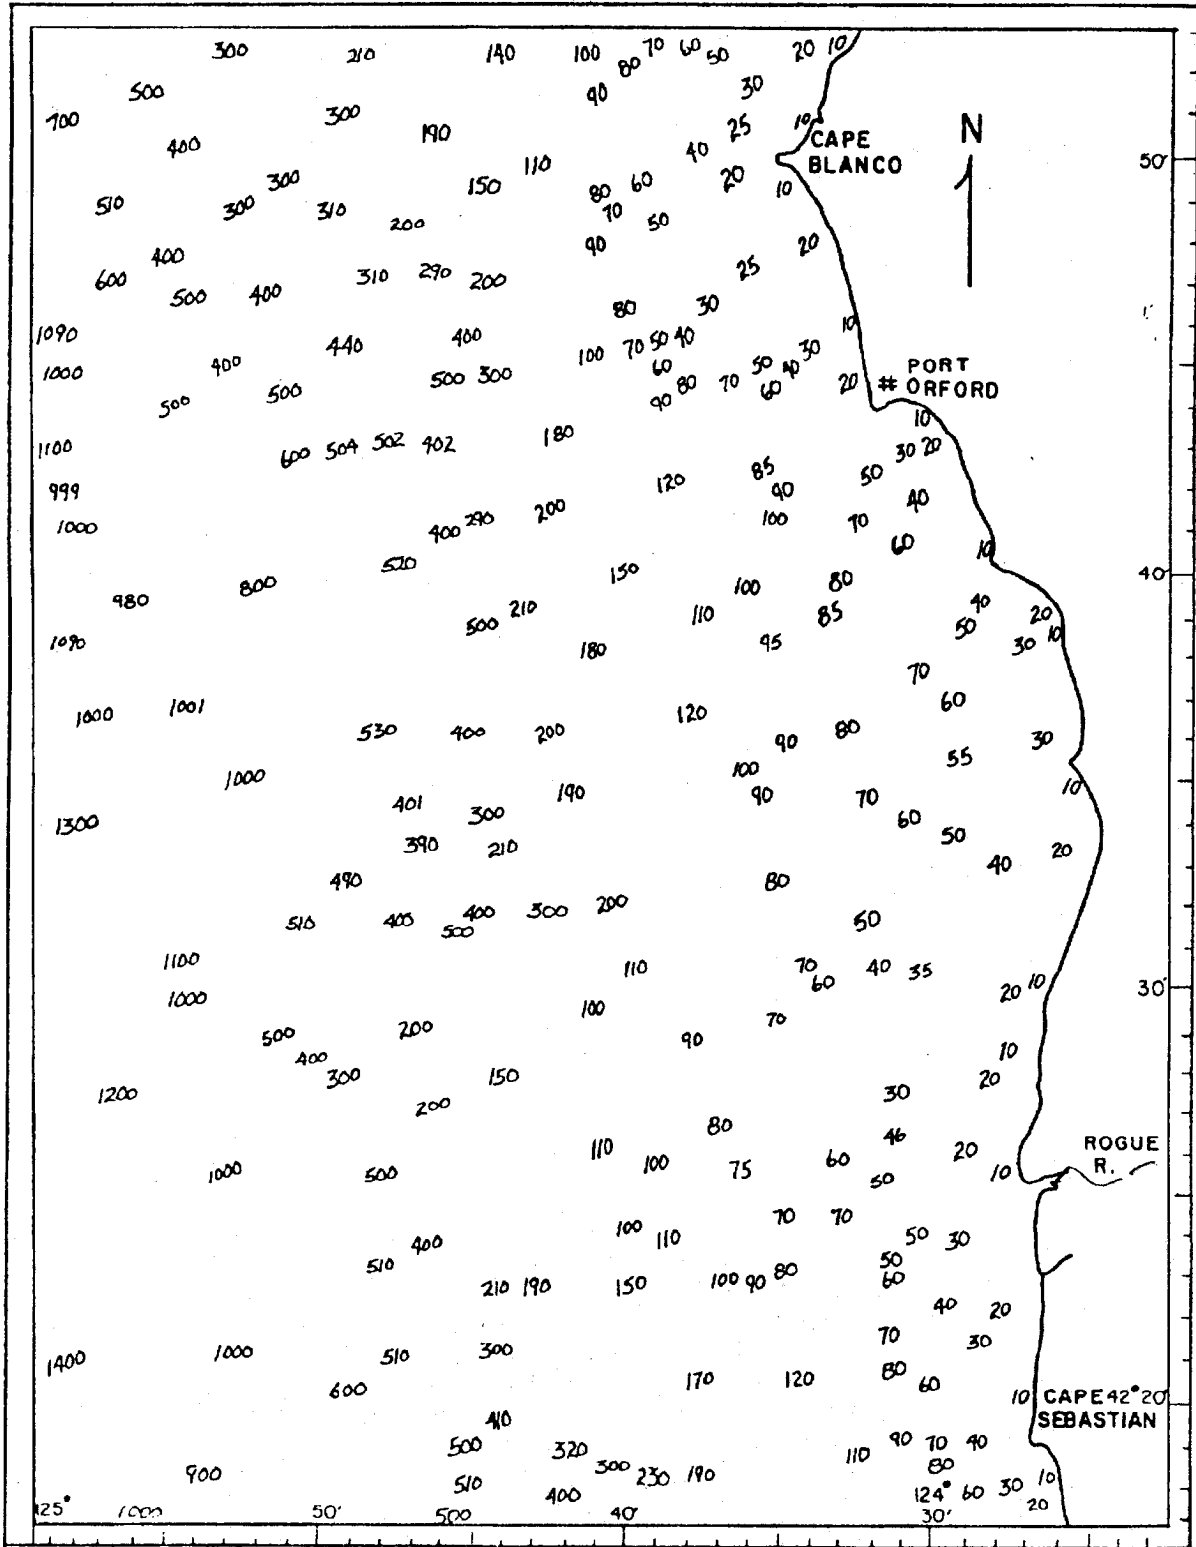 300 210 140 100 80 70 60 50 20 10
500 90 30
700 300 190 25 10 N
400 40 CAPE
110 BLANCO 50'
510 300 300 310 150 80 60 20 10
200 70 50
400 90 20
600 500 400 310 290 200 25
1090 80 30 10
440 400 100 70 50 40 30
1000 400 500 300 60 50 40 PORT
500 500 90 80 70 60 20 # ORFORD
1100 600 504 502 402 180 10
30 20
999 120 85 50
1000 400 290 200 90 40
100 70
520 60 10
980 800 150 100 80 40'
210 110 85 40 20
1090 500 180 95 50 30 10
70
1000 1001 120 60
530 400 200 90 80 55 30
1000 100 10
401 300 190 90 70
1300 390 210 60 50
490 80 40 20
510 400 400 300 200 50
500
1100 110 70 40 35
1000 60 20 10 30'
500 200 100 70
400 90 10
300 150 20
1200 200 30
80 46
110 60 20 ROGUE
1000 500 100 75 50 10 R.
70 70
400 100 110 50 30
510 50
210 190 150 100 90 80 60
40 20
70 30
1400 1000 510 300
600 170 120 80 60 10 CAPE 42° 20'
410 SEBASTIAN
500 320 110 90 70 40
900 300 230 190 80 10
510 400 124° 60 30
125° 1000 50' 500 40' 30' 20